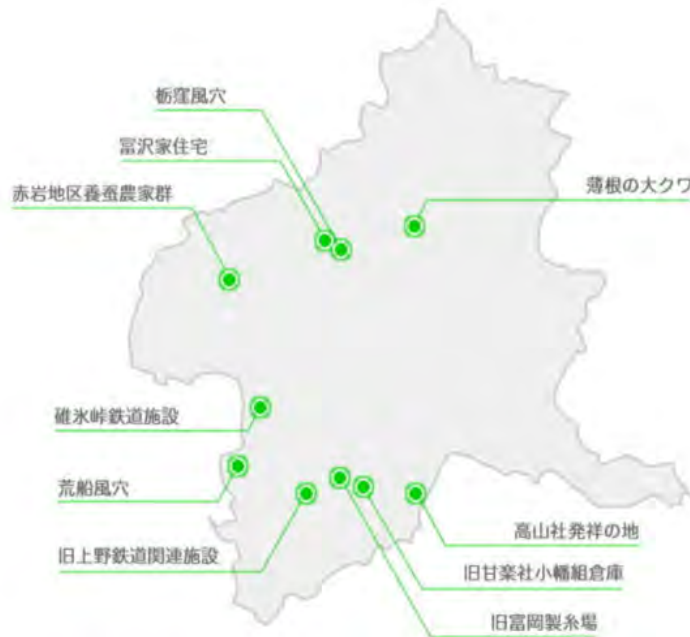 栃窪風穴
冨沢家住宅
赤岩地区養蚕農家群
薄根の大クワ
碓氷峠鉄道施設
荒船風穴
旧上野鉄道関連施設
高山社発祥の地
旧甘楽社小幡組倉庫
旧富岡製糸場